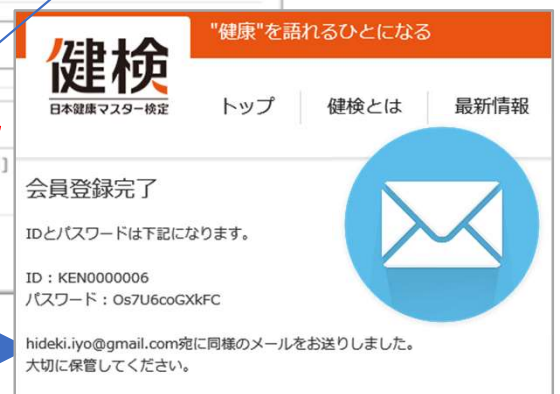 "健康"を語れるひとになる
健検
日本健康マスター検定
トップ
健検とは
最新情報
会員登録完了
IDとパスワードは下記になります。
ID：KEN0000006
パスワード：Os7U6coGXkFC
hideki.iyo@gmail.com宛に同様のメールをお送りしました。
大切に保管してください。
]